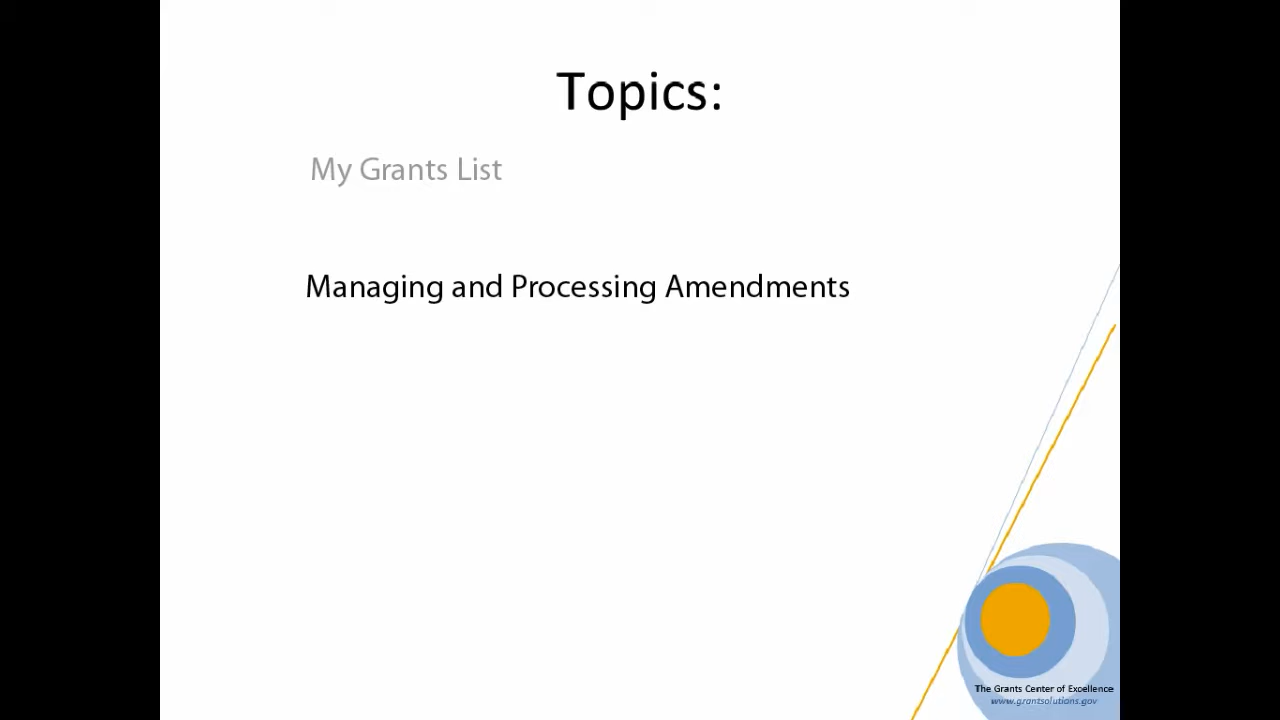 Topics:
My Grants List
Managing and Processing Amendments
The Grants Center of Excellence
www.grantsolutions.gov